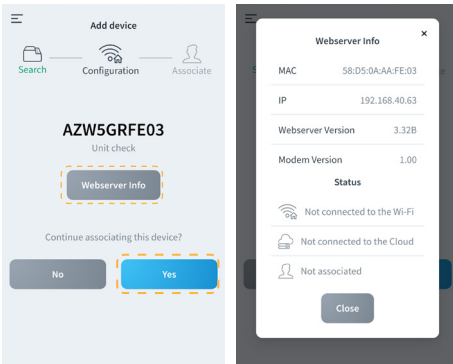 Add device
Search
Configuration
Associate
AZW5GRFE03
Unit check
Webserver Info
Continue associating this device?
No
Yes
Webserver Info
×
MAC 58:D5:0A:AA:FE:03
IP 192.168.40.63
Webserver Version 3.32B
Modem Version 1.00
Status
Not connected to the Wi-Fi
Not connected to the Cloud
Not associated
Close